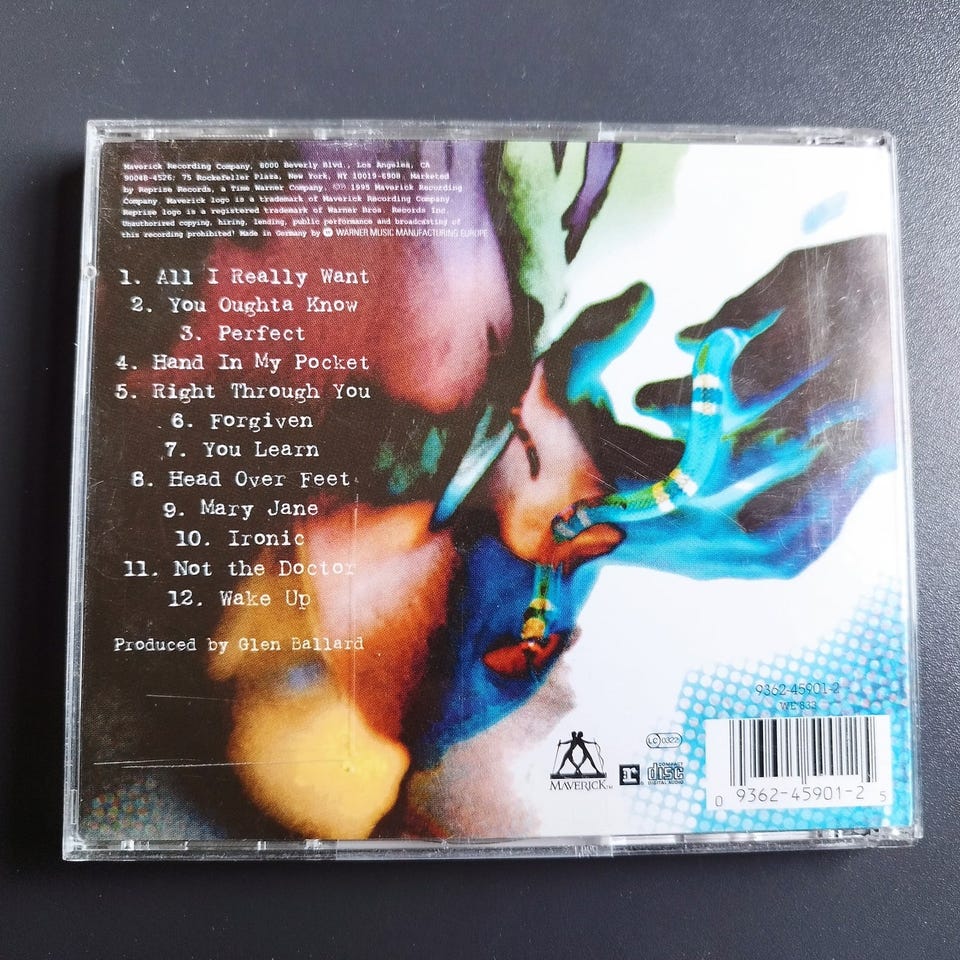 Maverick Recording Company, 8000 Beverly Blvd., Los Angeles, CA
90048-4526; 75 Rockefeller Plaza, New York, NY 10019-6908. Marketed
by Reprise Records, a Time Warner Company. ©℗ 1995 Maverick Recording
Company. Maverick logo is a trademark of Maverick Recording Company
Reprise logo is a registered trademark of Warner Bros. Records Inc.
Unauthorized copying, hiring, lending, public performance and broadcasting of
this recording prohibited! Made in Germany by WARNER MUSIC MANUFACTURING EUROPE
1. All I Really Want
2. You Oughta Know
3. Perfect
4. Hand In My Pocket
5. Right Through You
6. Forgiven
7. You Learn
8. Head Over Feet
9. Mary Jane
10. Ironic
11. Not the Doctor
12. Wake Up
Produced by Glen Ballard
9362-45901-2
WE 833
LC 0322
MAVERICK™
r
COMPACT
disc
DIGITAL AUDIO
0 9362-45901-2 5